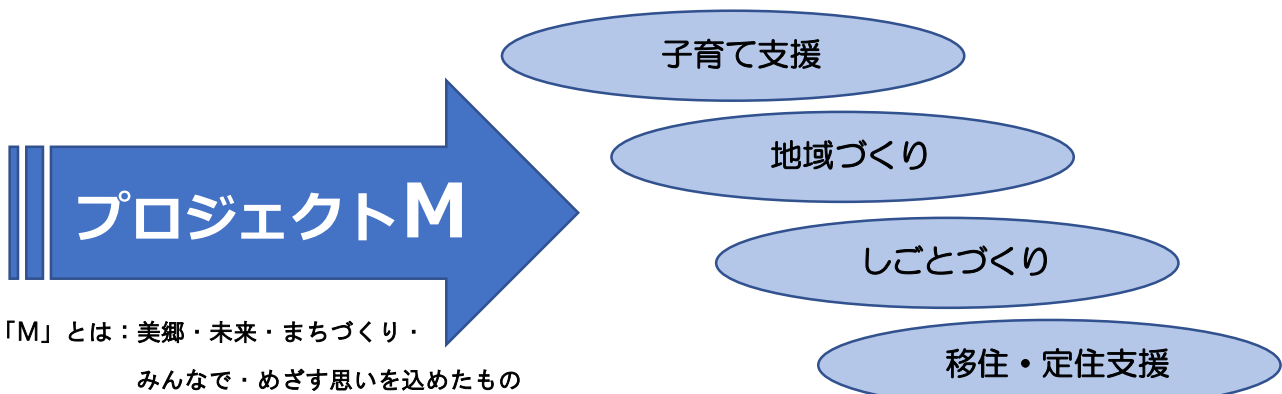 子育て支援
地域づくり
プロジェクトM
しごとづくり
「M」とは：美郷・未来・まちづくり・
移住・定住支援
みんなで・めざす思いを込めたもの